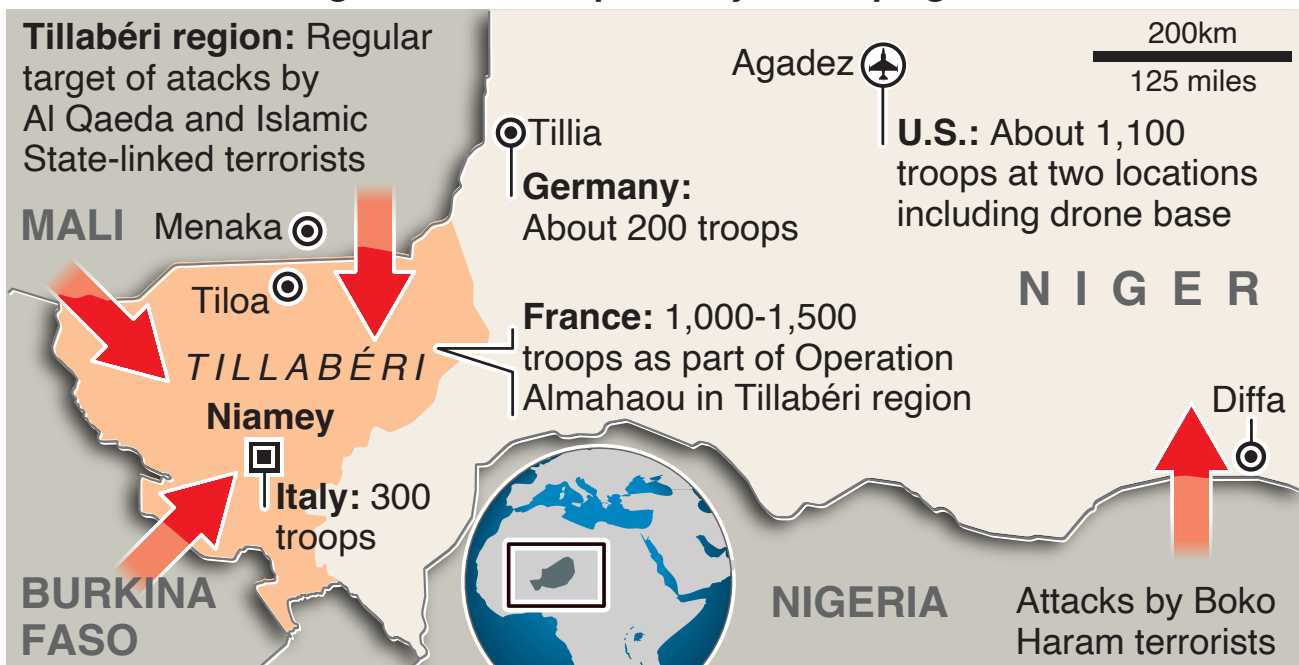 Tillabéri region: Regular
target of atacks by
Al Qaeda and Islamic
State-linked terrorists
MALI
Menaka
Tiloa
TILLABÉRI
Niamey
Italy: 300
troops
BURKINA
FASO
Tillia
Germany:
About 200 troops
France: 1,000-1,500
troops as part of Operation
Almahaou in Tillabéri region
Agadez
200km
125 miles
U.S.: About 1,100
troops at two locations
including drone base
NIGER
Diffa
NIGERIA
Attacks by Boko
Haram terrorists